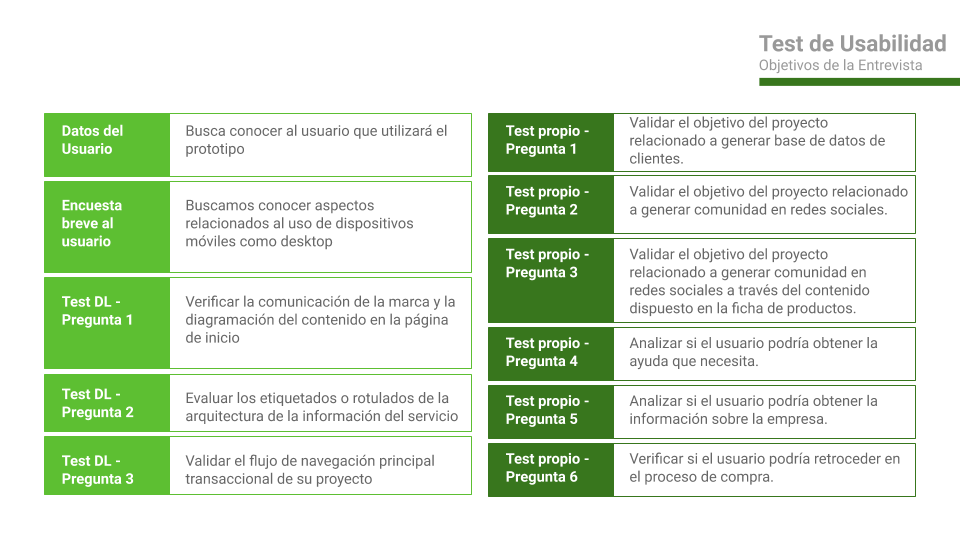 Test de Usabilidad
Objetivos de la Entrevista
Datos del
Usuario
Busca conocer al usuario que utilizará el
prototipo
Encuesta
breve al
usuario
Buscamos conocer aspectos
relacionados al uso de dispositivos
móviles como desktop
Test DL -
Pregunta 1
Verificar la comunicación de la marca y la
diagramación del contenido en la página
de inicio
Test DL -
Pregunta 2
Evaluar los etiquetados o rotulados de la
arquitectura de la información del servicio
Test DL -
Pregunta 3
Validar el flujo de navegación principal
transaccional de su proyecto
Test propio -
Pregunta 1
Validar el objetivo del proyecto
relacionado a generar base de datos de
clientes.
Test propio -
Pregunta 2
Validar el objetivo del proyecto relacionado
a generar comunidad en redes sociales.
Test propio -
Pregunta 3
Validar el objetivo del proyecto
relacionado a generar comunidad en
redes sociales a través del contenido
dispuesto en la ficha de productos.
Test propio -
Pregunta 4
Analizar si el usuario podría obtener la
ayuda que necesita.
Test propio -
Pregunta 5
Analizar si el usuario podría obtener la
información sobre la empresa.
Test propio -
Pregunta 6
Verificar si el usuario podría retroceder en
el proceso de compra.